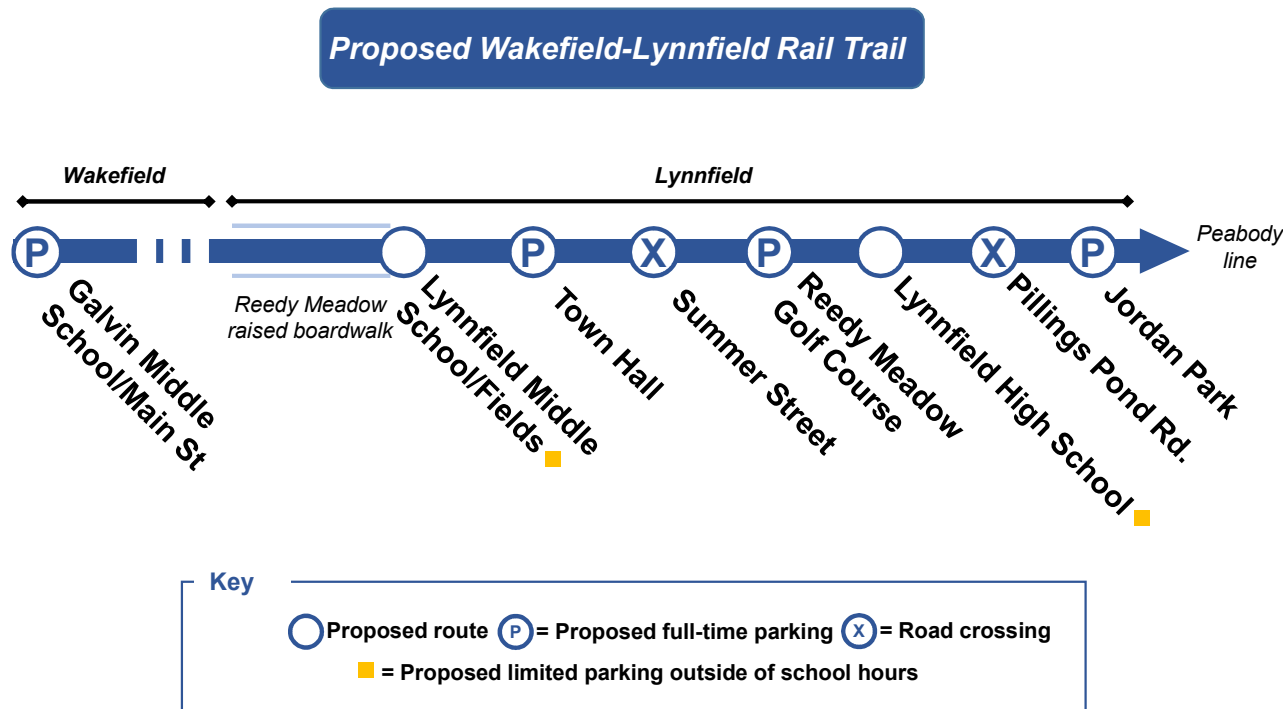 Proposed Wakefield-Lynnfield Rail Trail
Wakefield
Lynnfield
P
P
X
P
X
P
Peabody
line
Reedy Meadow
raised boardwalk
Galvin Middle
School/Main St
Lynnfield Middle
School/Fields
Town Hall
Summer Street
Reedy Meadow
Golf Course
Lynnfield High School
Pillings Pond Rd.
Jordan Park
Key
Proposed route
P = Proposed full-time parking
X = Road crossing
= Proposed limited parking outside of school hours